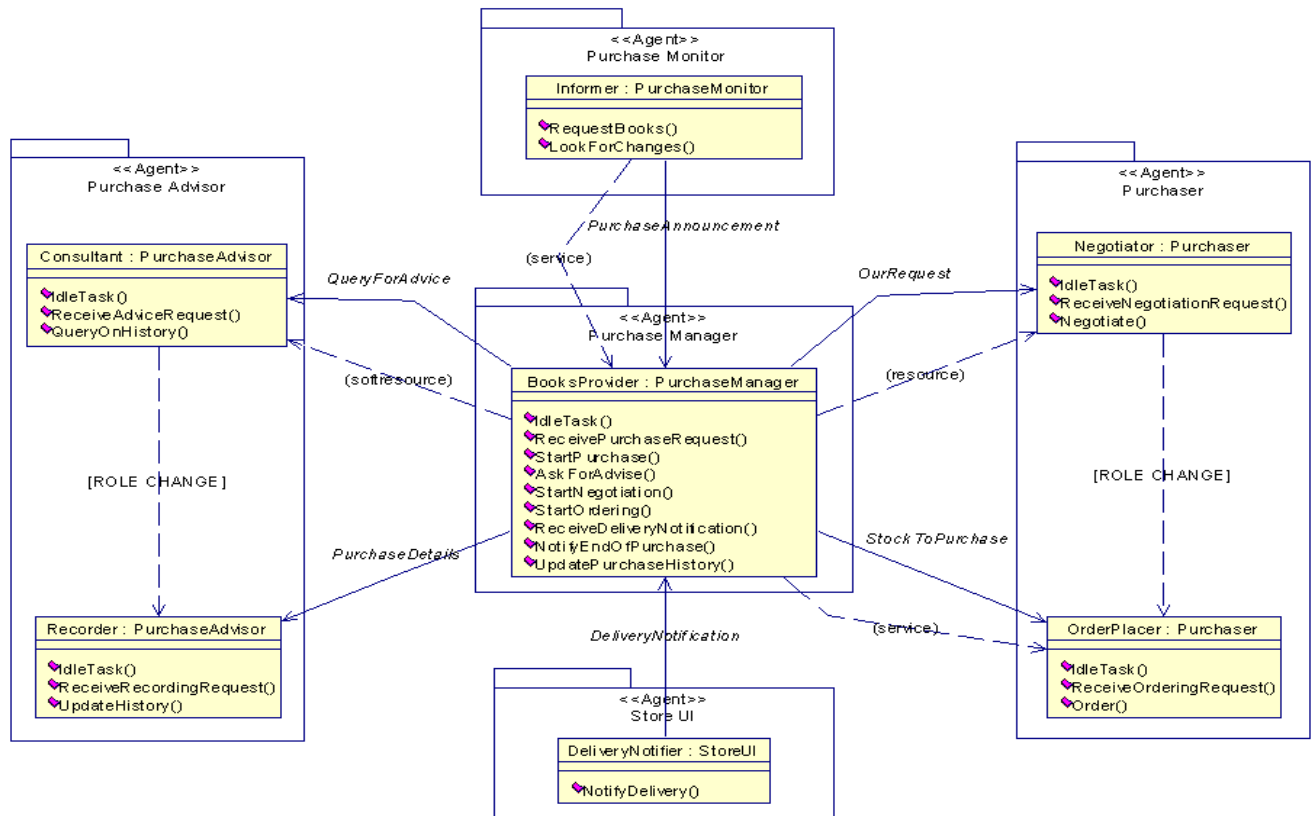 <<Agent>>
Purchase Monitor
Informer : PurchaseMonitor
RequestBooks()
LookForChanges()
<<Agent>>
Purchase Advisor
Consultant : PurchaseAdvisor
IdleTask()
ReceiveAdviceRequest()
QueryOnHistory()
[ROLE CHANGE]
Recorder : PurchaseAdvisor
IdleTask()
ReceiveRecordingRequest()
UpdateHistory()
QueryForAdvice
(softresource)
PurchaseDetails
PurchaseAnnouncement
(service)
<<Agent>>
Purchase Manager
BooksProvider : PurchaseManager
IdleTask()
ReceivePurchaseRequest()
StartPurchase()
AskForAdvise()
StartNegotiation()
StartOrdering()
ReceiveDeliveryNotification()
NotifyEndOfPurchase()
UpdatePurchaseHistory()
OurRequest
(resource)
StockToPurchase
(service)
DeliveryNotification
<<Agent>>
Purchaser
Negotiator : Purchaser
IdleTask()
ReceiveNegotiationRequest()
Negotiate()
[ROLE CHANGE]
OrderPlacer : Purchaser
IdleTask()
ReceiveOrderingRequest()
Order()
<<Agent>>
Store UI
DeliveryNotifier : StoreUI
NotifyDelivery()